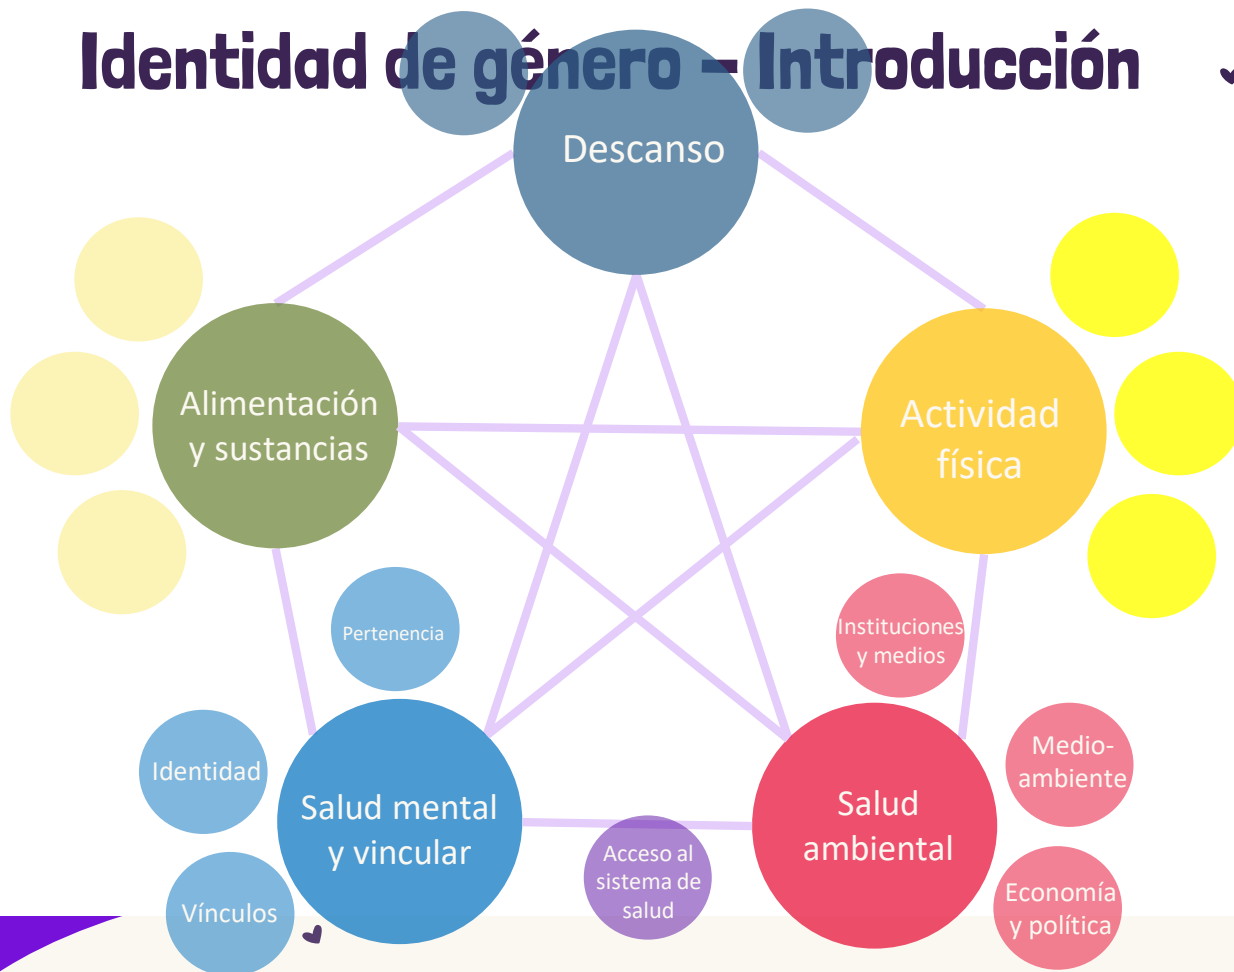 Identidad de género – Introducción
Descanso
Alimentación
y sustancias
Actividad
física
Pertenencia
Instituciones
y medios
Identidad
Medio-
ambiente
Salud mental
y vincular
Salud
ambiental
Acceso al
sistema de
salud
Vínculos
Economía
y política